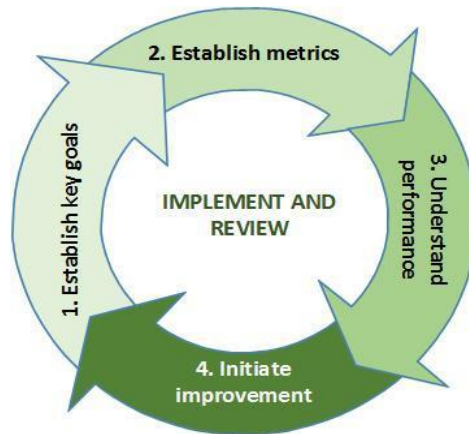 1. Establish key goals
2. Establish metrics
3. Understand
performance
4. Initiate
improvement
IMPLEMENT AND
REVIEW